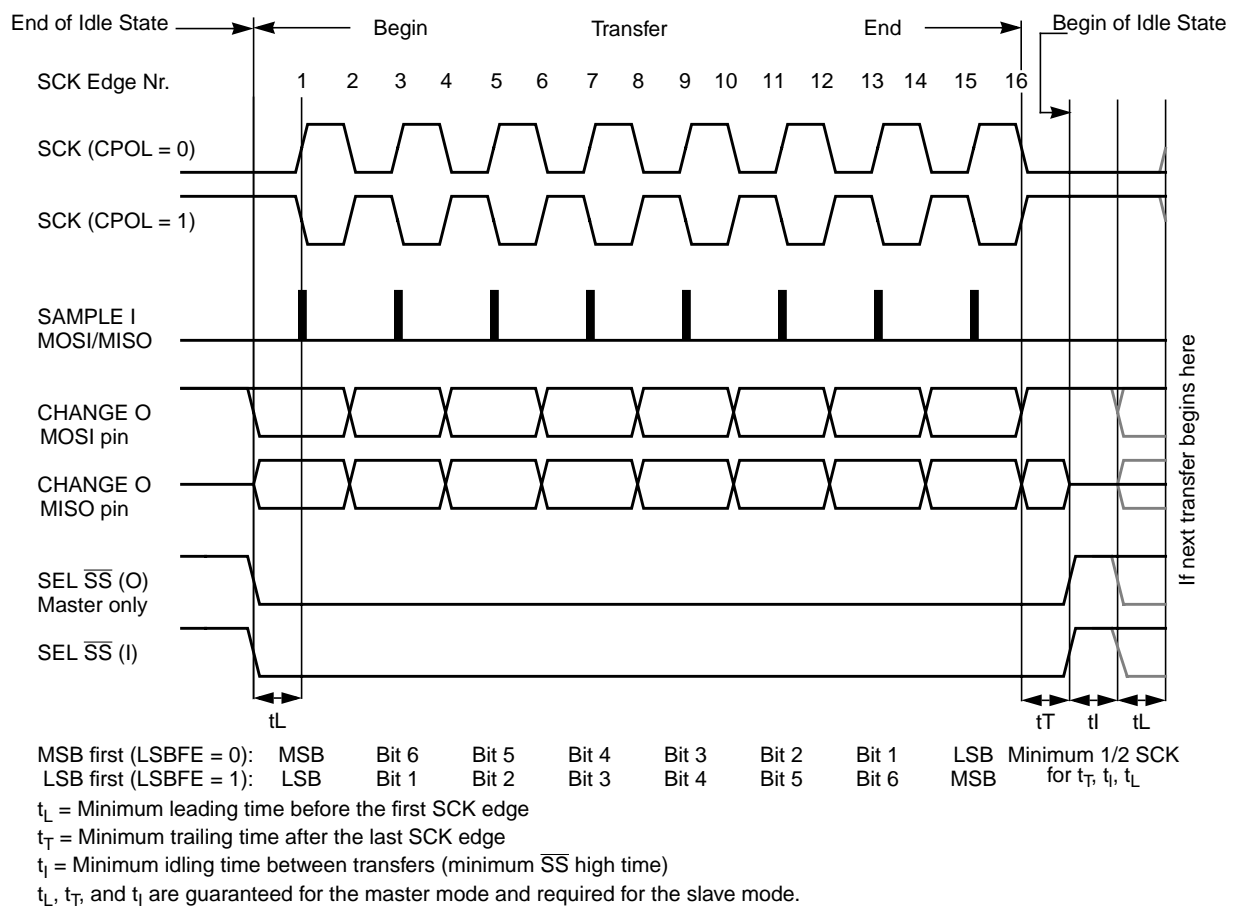 End of Idle State Begin Transfer End Begin of Idle State
SCK Edge Nr. 1 2 3 4 5 6 7 8 9 10 11 12 13 14 15 16
SCK (CPOL = 0)
SCK (CPOL = 1)
SAMPLE I
MOSI/MISO
CHANGE O
MOSI pin
CHANGE O
MISO pin
SEL S̅S̅ (O)
Master only
SEL S̅S̅ (I)
If next transfer begins here
tL tT tI tL
MSB first (LSBFE = 0): MSB Bit 6 Bit 5 Bit 4 Bit 3 Bit 2 Bit 1 LSB Minimum 1/2 SCK
LSB first (LSBFE = 1): LSB Bit 1 Bit 2 Bit 3 Bit 4 Bit 5 Bit 6 MSB for tT, tI, tL
tL = Minimum leading time before the first SCK edge
tT = Minimum trailing time after the last SCK edge
tI = Minimum idling time between transfers (minimum S̅S̅ high time)
tL, tT, and tI are guaranteed for the master mode and required for the slave mode.